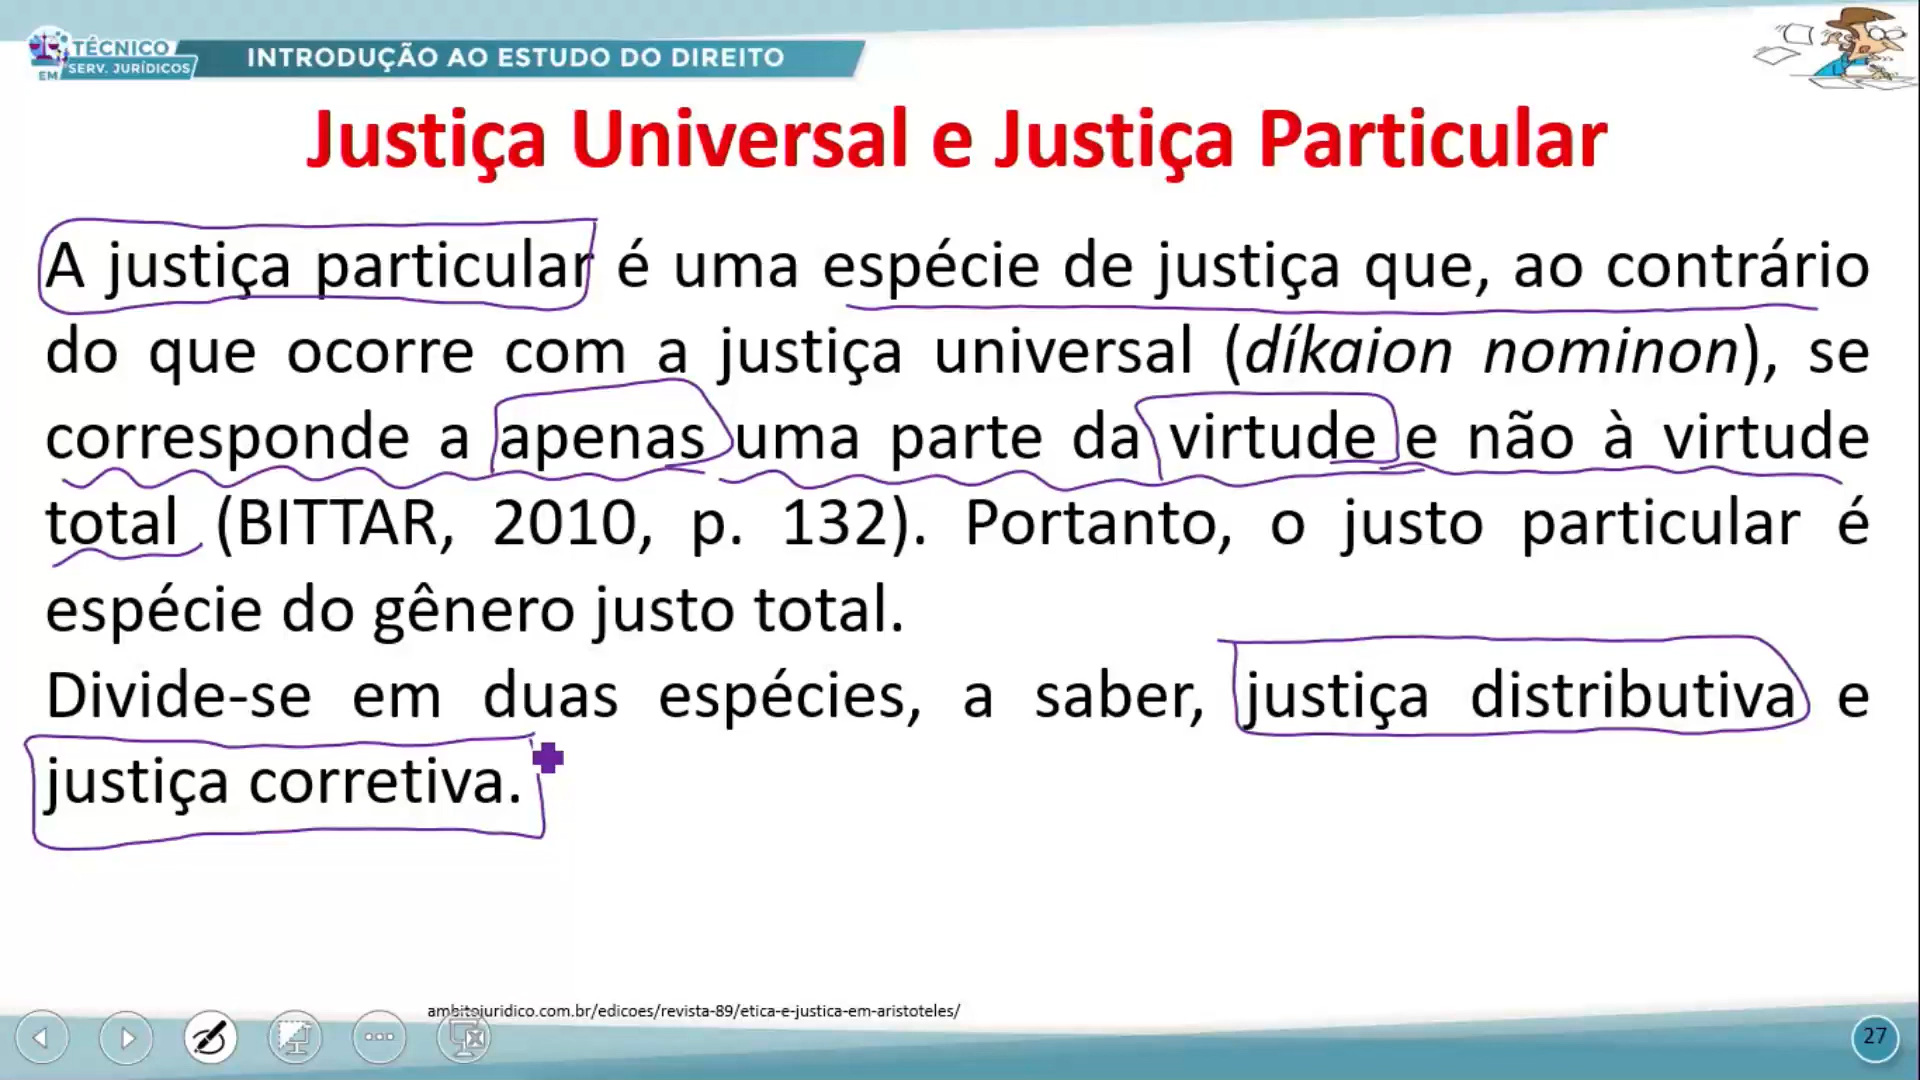 TÉCNICO
EM SERV. JURÍDICOS
INTRODUÇÃO AO ESTUDO DO DIREITO
Justiça Universal e Justiça Particular
A justiça particular é uma espécie de justiça que, ao contrário
do que ocorre com a justiça universal (díkaion nominon), se
corresponde a apenas uma parte da virtude e não à virtude
total (BITTAR, 2010, p. 132). Portanto, o justo particular é
espécie do gênero justo total.
Divide-se em duas espécies, a saber, justiça distributiva e
justiça corretiva.
ambitojuridico.com.br/edicoes/revista-89/etica-e-justica-em-aristoteles/
27